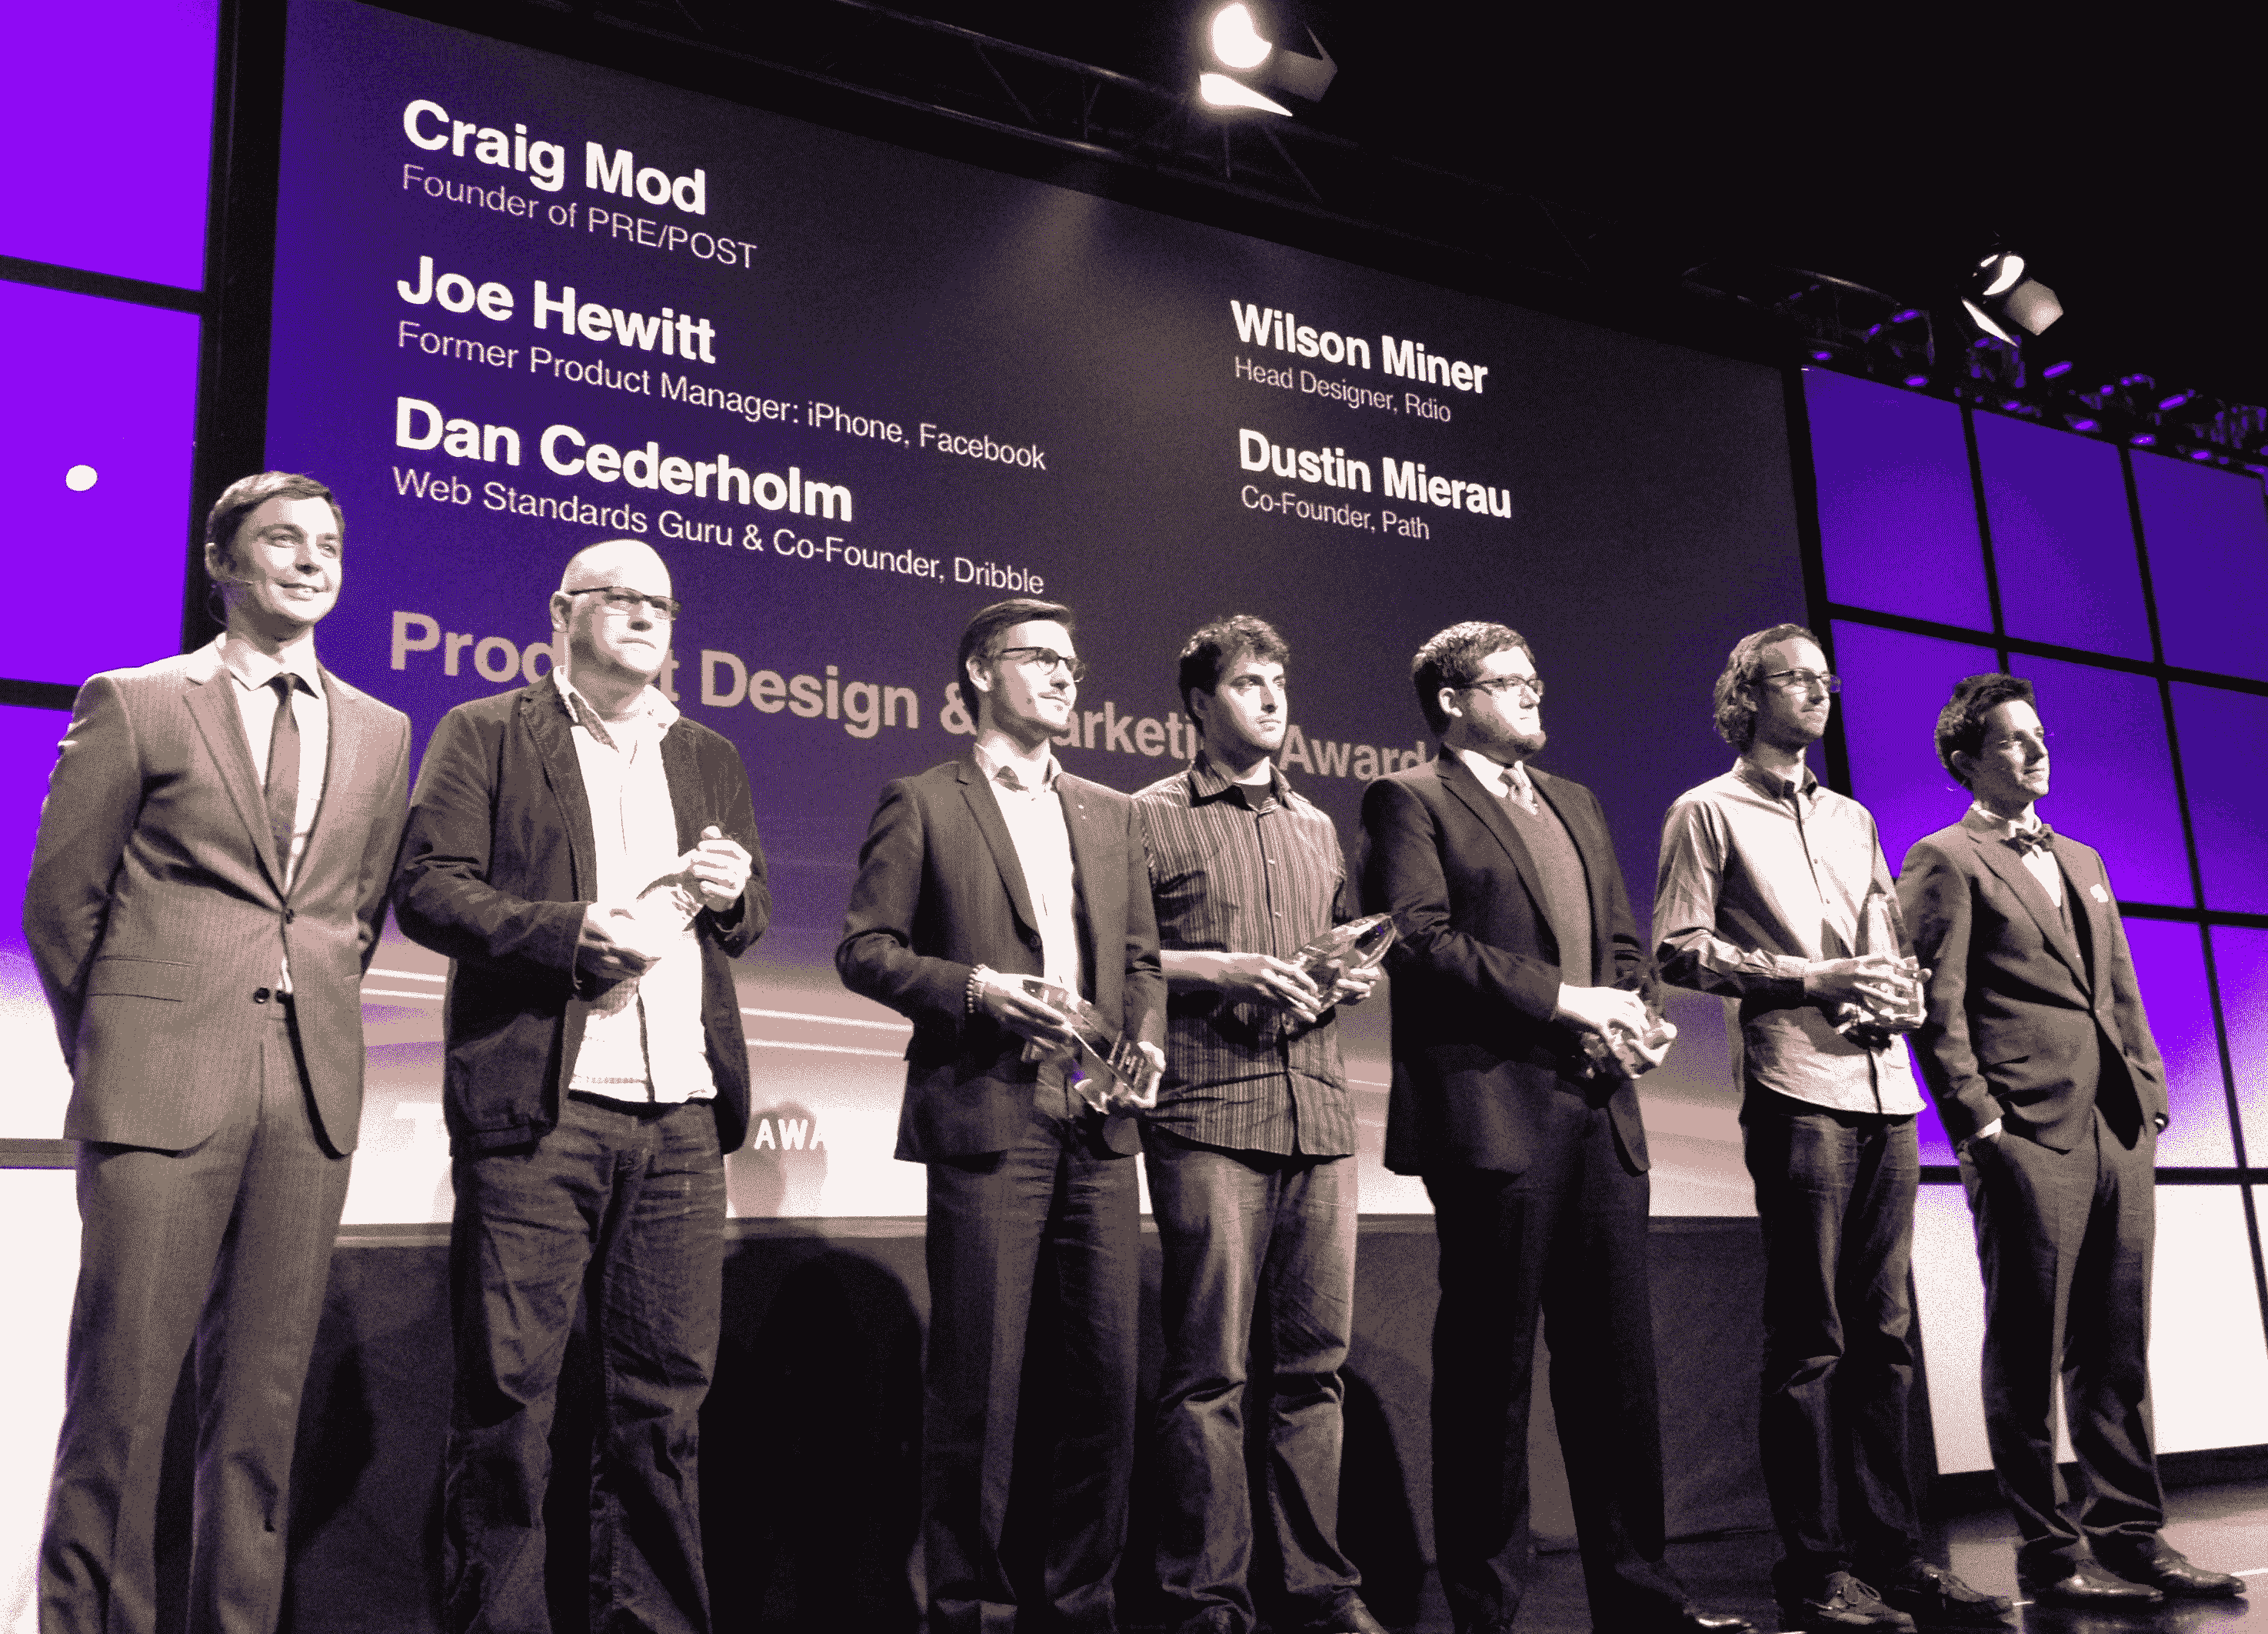 Craig Mod
Founder of PRE/POST
Joe Hewitt
Former Product Manager: iPhone, Facebook
Dan Cederholm
Web Standards Guru & Co-Founder, Dribble
Wilson Miner
Head Designer, Rdio
Dustin Mierau
Co-Founder, Path
Design &